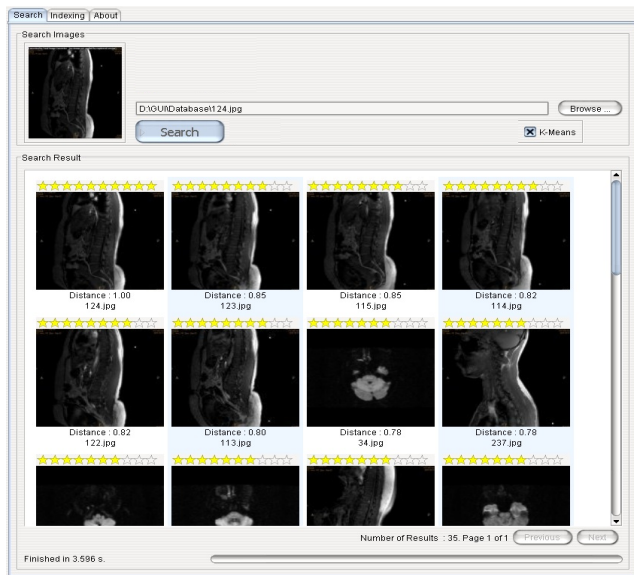 Search Indexing About
Search Images
D:\GUI\Database\124.jpg
Browse ...
Search
K-Means
Search Result
Distance : 1.00
124.jpg
Distance : 0.85
123.jpg
Distance : 0.85
115.jpg
Distance : 0.82
114.jpg
Distance : 0.82
122.jpg
Distance : 0.80
113.jpg
Distance : 0.78
34.jpg
Distance : 0.78
237.jpg
Number of Results : 35. Page 1 of 1
Previous
Next
Finished in 3.596 s.